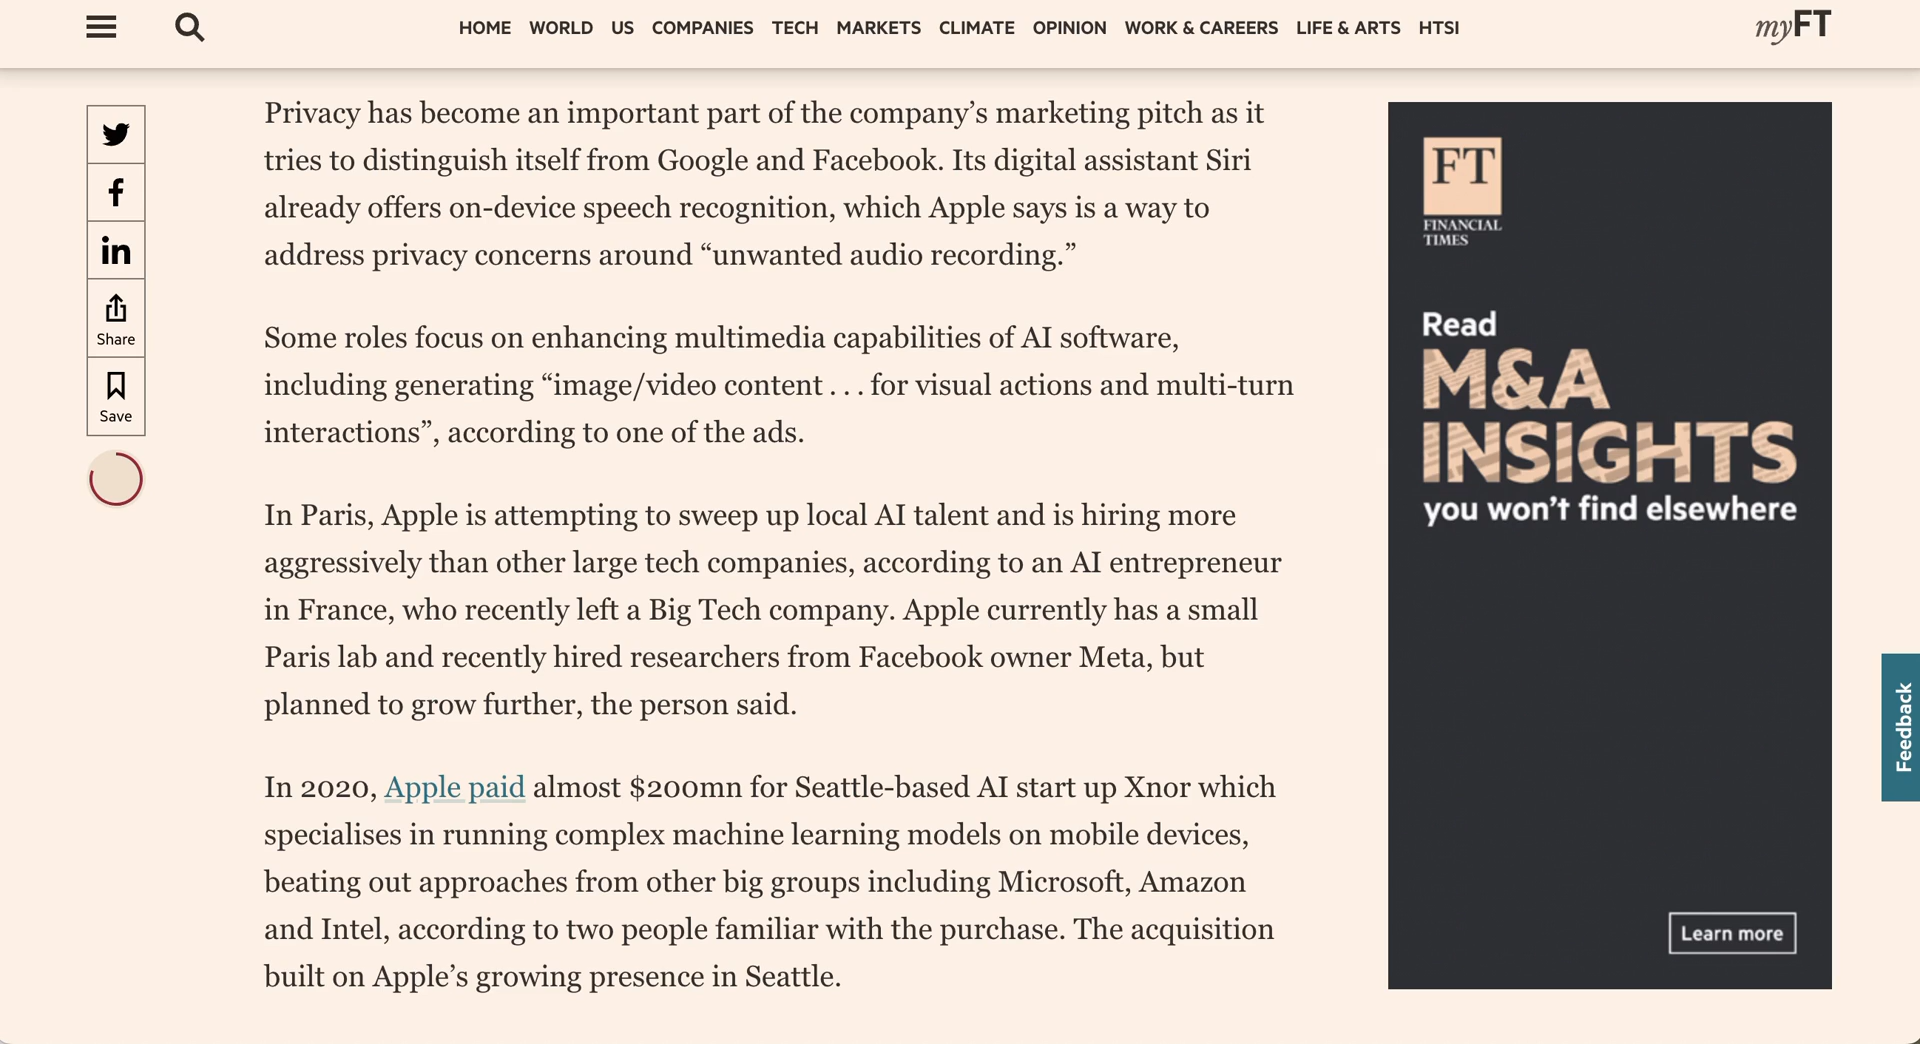 HOME WORLD US COMPANIES TECH MARKETS CLIMATE OPINION WORK & CAREERS LIFE & ARTS HTSI
myFT
Share
Save
Privacy has become an important part of the company’s marketing pitch as it
tries to distinguish itself from Google and Facebook. Its digital assistant Siri
already offers on-device speech recognition, which Apple says is a way to
address privacy concerns around “unwanted audio recording.”
Some roles focus on enhancing multimedia capabilities of AI software,
including generating “image/video content . . . for visual actions and multi-turn
interactions”, according to one of the ads.
In Paris, Apple is attempting to sweep up local AI talent and is hiring more
aggressively than other large tech companies, according to an AI entrepreneur
in France, who recently left a Big Tech company. Apple currently has a small
Paris lab and recently hired researchers from Facebook owner Meta, but
planned to grow further, the person said.
In 2020, Apple paid almost $200mn for Seattle-based AI start up Xnor which
specialises in running complex machine learning models on mobile devices,
beating out approaches from other big groups including Microsoft, Amazon
and Intel, according to two people familiar with the purchase. The acquisition
built on Apple’s growing presence in Seattle.
FT
FINANCIAL
TIMES
Read
M&A
INSIGHTS
you won’t find elsewhere
Learn more
Feedback